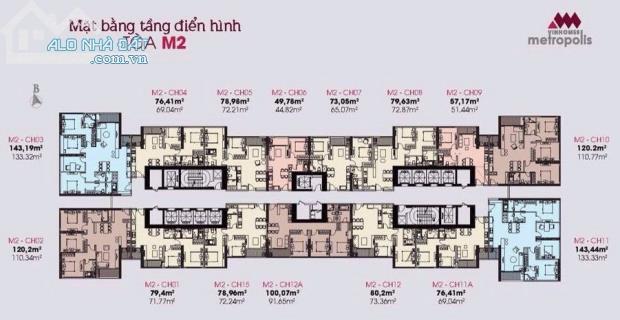 Mặt bằng tầng điển hình
TÒA M2
ALO NHÀ ĐẤT
.com.vn
VINHOMES
metropolis
B
M2 - CH04
76,41m²
69.04m²
M2 - CH05
78,98m²
72.21m²
M2 - CH06
49,78m²
44.82m²
M2 - CH07
73,05m²
65.07m²
M2 - CH08
79,63m²
72.87m²
M2 - CH09
57,17m²
51.44m²
M2 - CH03
143,19m²
133.32m²
M2 - CH10
120.2m²
110.77m²
M2 - CH02
120,2m²
110.34m²
M2 - CH11
143,44m²
133.33m²
M2 - CH01
79,4m²
71.77m²
M2 - CH15
78,96m²
72.24m²
M2 - CH12A
100,07m²
91.65m²
M2 - CH12
80,2m²
73.36m²
M2 - CH11A
76,41m²
69.04m²